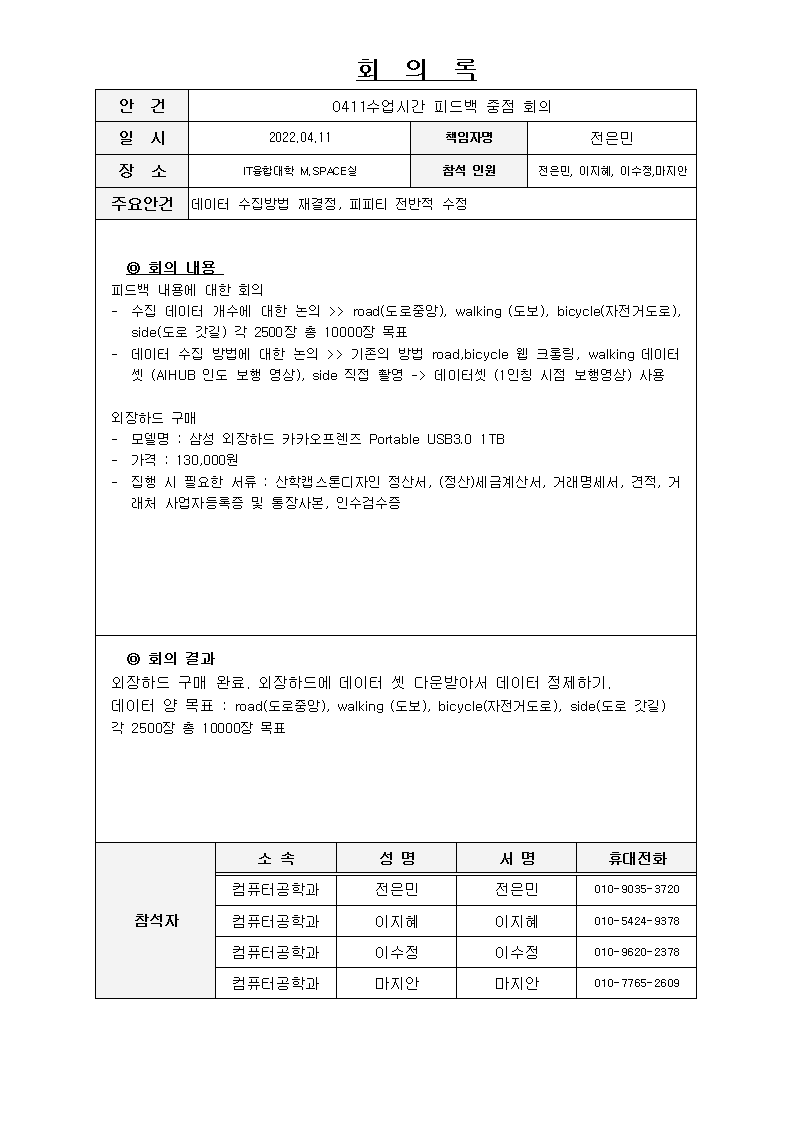 회 의 록
안 건 0411수업시간 피드백 중점 회의
일 시 2022.04.11 책임자명 전은민
장 소 IT융합대학 M.SPACE실 참석 인원 전은민, 이지혜, 이수정,마지안
주요안건 데이터 수집방법 재결정, 피피티 전반적 수정
◎ 회의 내용
피드백 내용에 대한 회의
- 수집 데이터 개수에 대한 논의 >> road(도로중앙), walking (도보), bicycle(자전거도로),
side(도로 갓길) 각 2500장 총 10000장 목표
- 데이터 수집 방법에 대한 논의 >> 기존의 방법 road,bicycle 웹 크롤링, walking 데이터
셋 (AIHUB 인도 보행 영상), side 직접 촬영 -> 데이터셋 (1인칭 시점 보행영상) 사용
외장하드 구매
- 모델명 : 삼성 외장하드 카카오프렌즈 Portable USB3.0 1TB
- 가격 : 130,000원
- 집행 시 필요한 서류 : 산학캡스톤디자인 정산서, (정산)세금계산서, 거래명세서, 견적, 거
래처 사업자등록증 및 통장사본, 인수검수증
◎ 회의 결과
외장하드 구매 완료. 외장하드에 데이터 셋 다운받아서 데이터 정제하기.
데이터 양 목표 : road(도로중앙), walking (도보), bicycle(자전거도로), side(도로 갓길)
각 2500장 총 10000장 목표
참석자 소 속 성 명 서 명 휴대전화
컴퓨터공학과 전은민 전은민 010-9035-3720
컴퓨터공학과 이지혜 이지혜 010-5424-9378
컴퓨터공학과 이수정 이수정 010-9620-2378
컴퓨터공학과 마지안 마지안 010-7765-2609